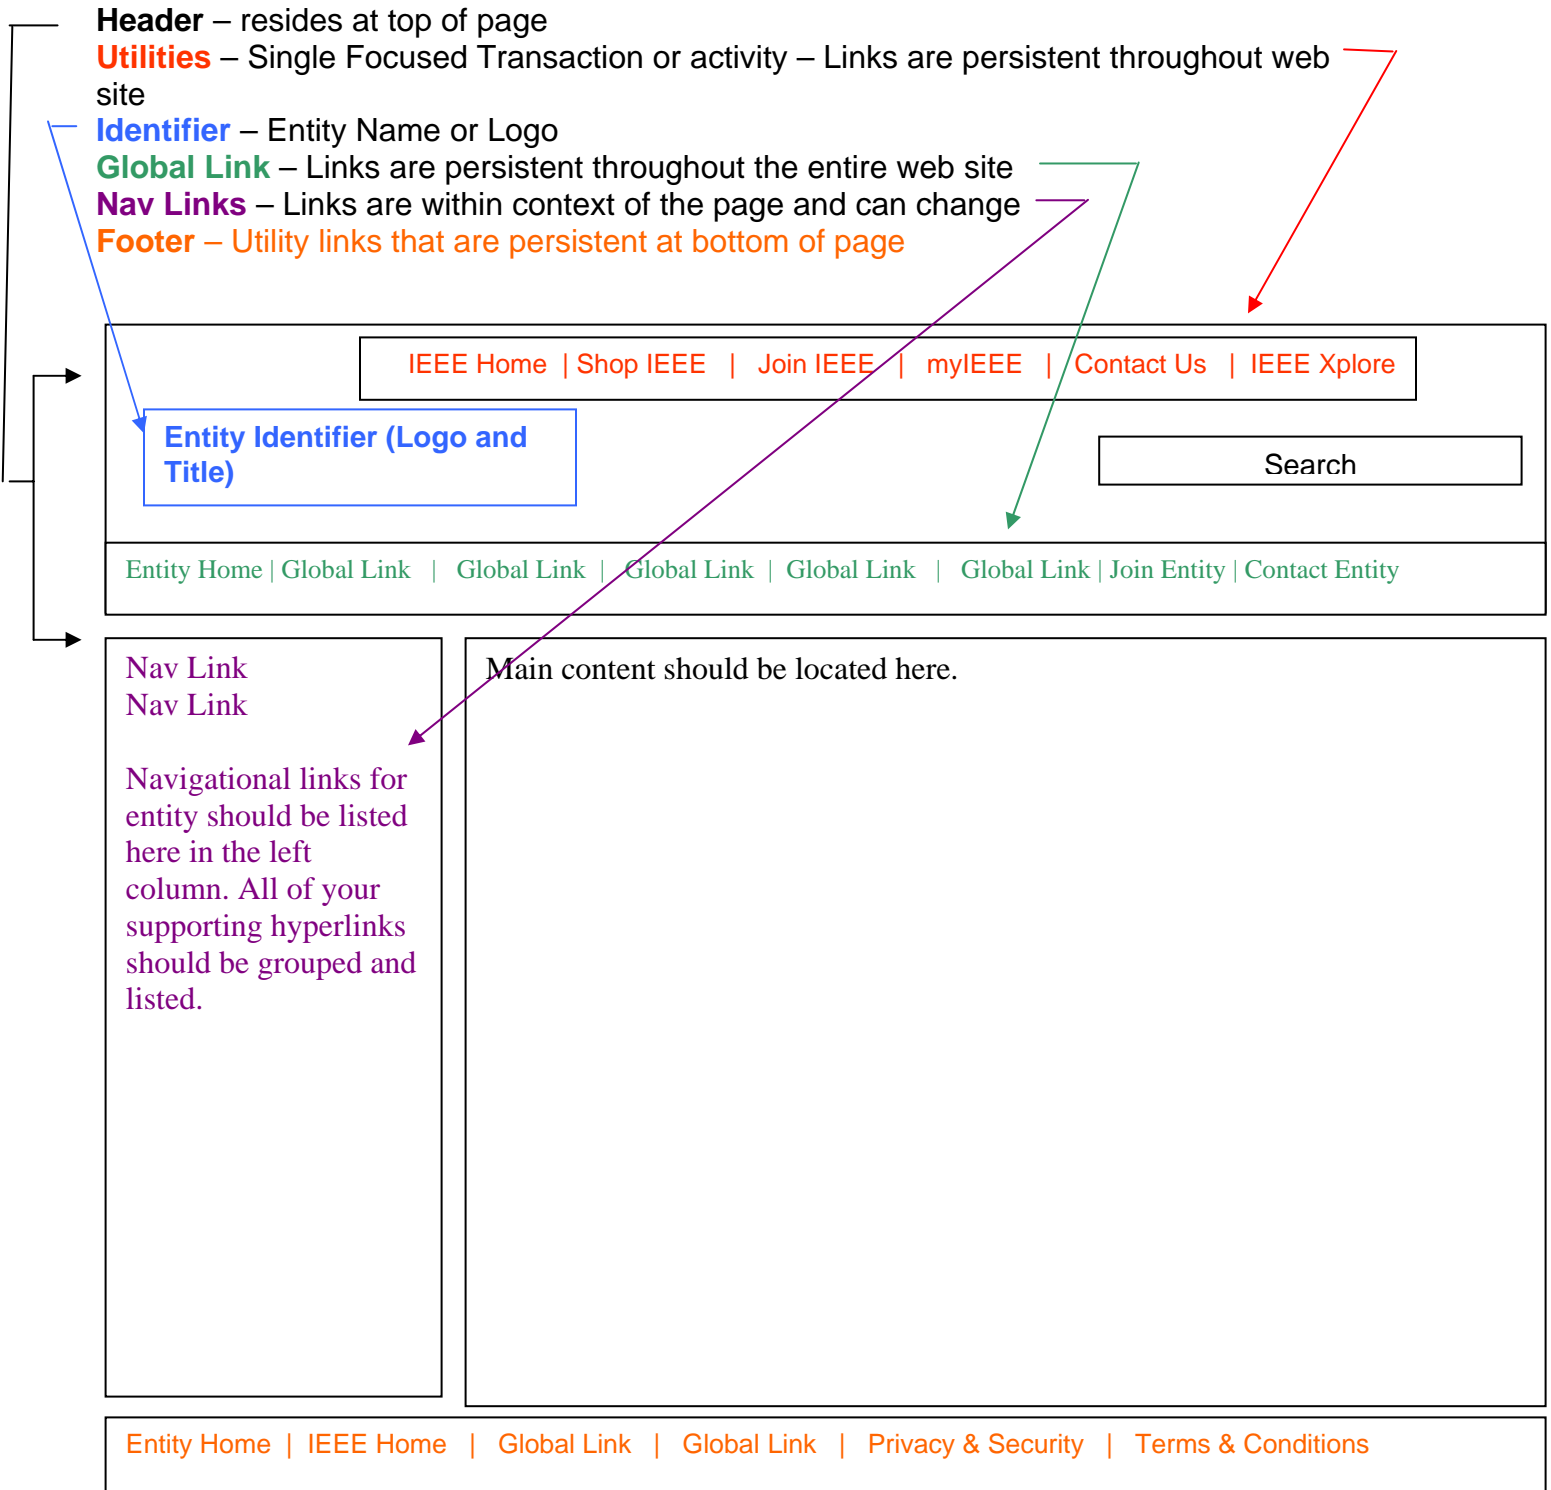 Header – resides at top of page
Utilities – Single Focused Transaction or activity – Links are persistent throughout web
site
Identifier – Entity Name or Logo
Global Link – Links are persistent throughout the entire web site
Nav Links – Links are within context of the page and can change
Footer – Utility links that are persistent at bottom of page
IEEE Home | Shop IEEE | Join IEEE | myIEEE | Contact Us | IEEE Xplore
Entity Identifier (Logo and
Title)
Search
Entity Home | Global Link | Global Link | Global Link | Global Link | Global Link | Join Entity | Contact Entity
Nav Link
Nav Link
Navigational links for
entity should be listed
here in the left
column. All of your
supporting hyperlinks
should be grouped and
listed.
Main content should be located here.
Entity Home | IEEE Home | Global Link | Global Link | Privacy & Security | Terms & Conditions